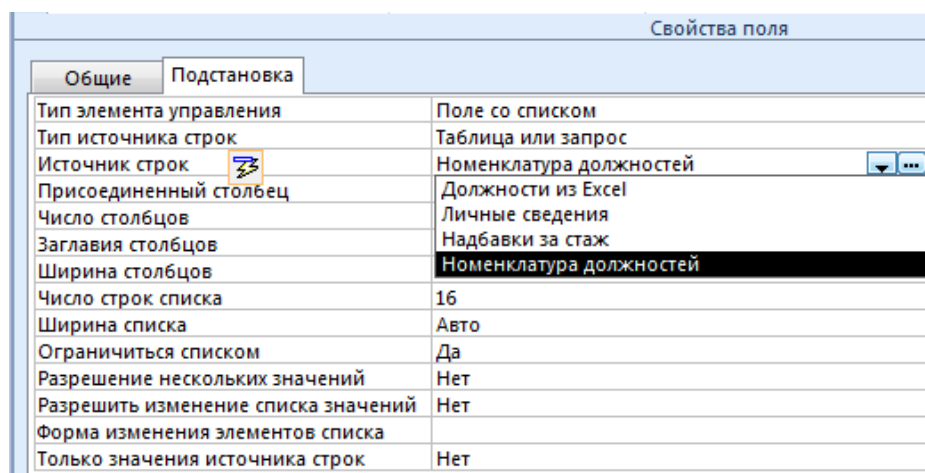 Свойства поля
Общие Подстановка
Тип элемента управления Поле со списком
Тип источника строк Таблица или запрос
Источник строк Номенклатура должностей
Присоединенный столбец Должности из Excel
Число столбцов Личные сведения
Заглавия столбцов Надбавки за стаж
Ширина столбцов Номенклатура должностей
Число строк списка 16
Ширина списка Авто
Ограничиться списком Да
Разрешение нескольких значений Нет
Разрешить изменение списка значений Нет
Форма изменения элементов списка
Только значения источника строк Нет